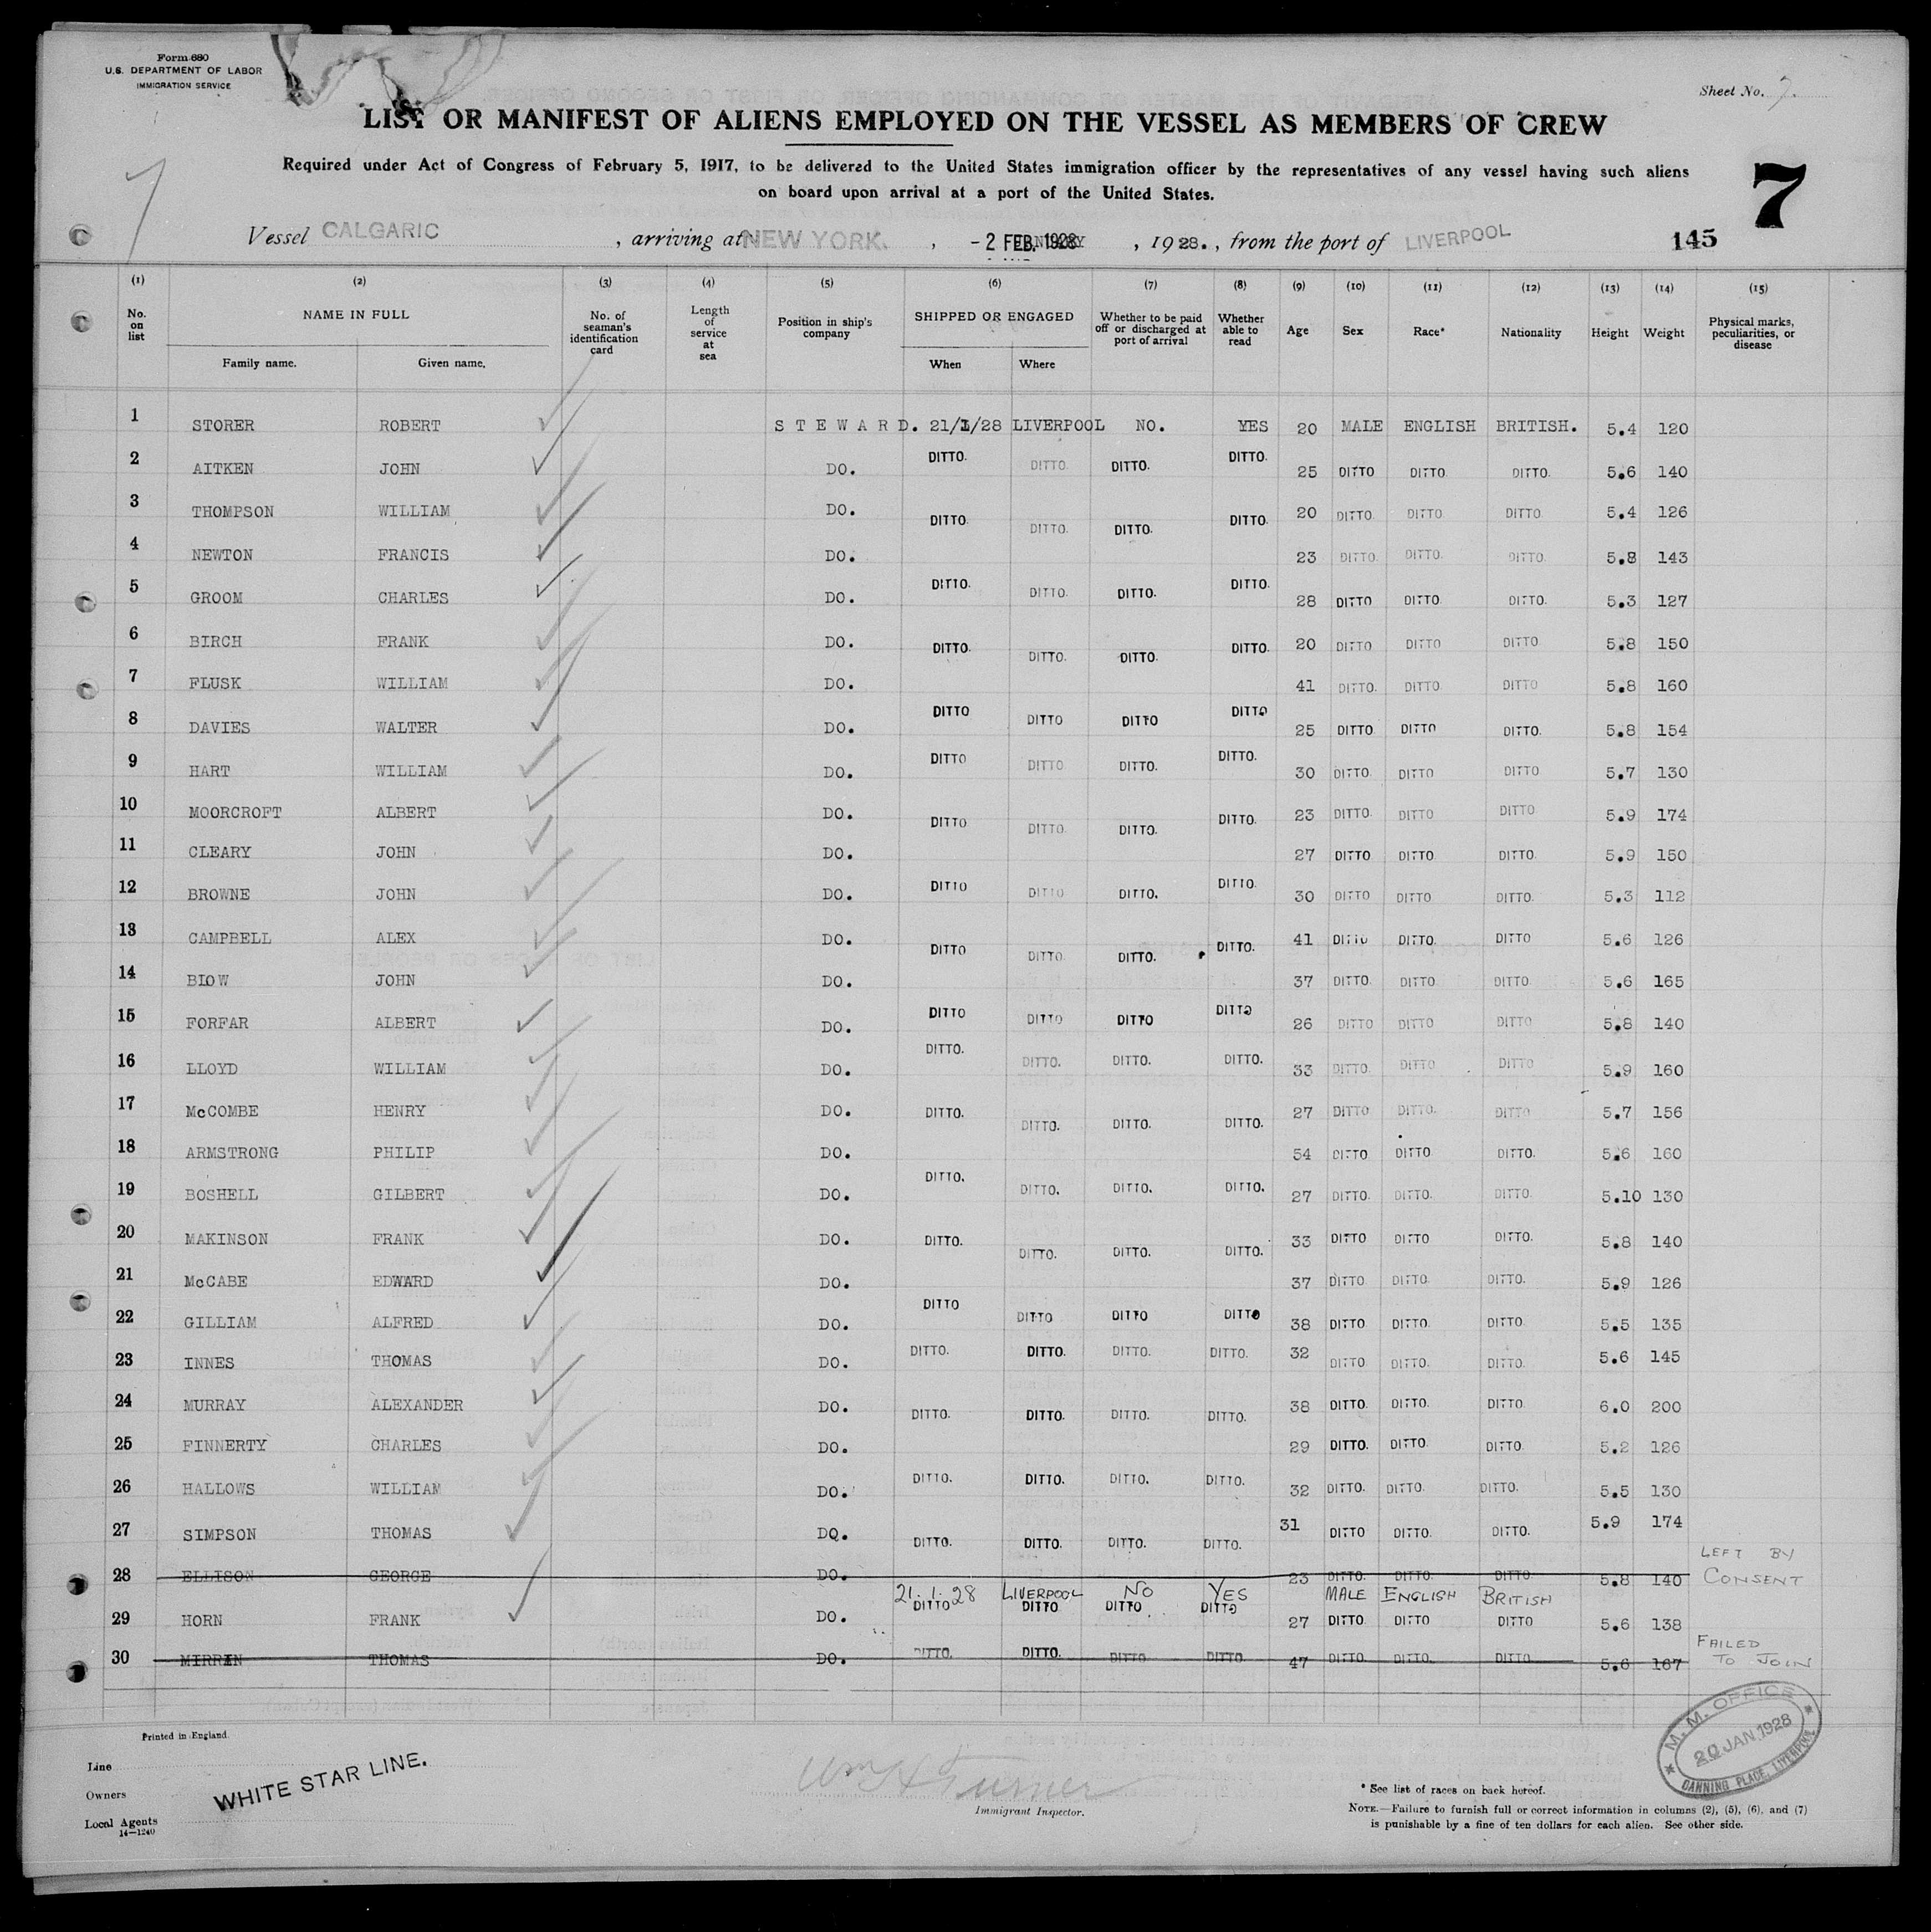 Form 680
U.S. DEPARTMENT OF LABOR
IMMIGRATION SERVICE
Sheet No. 7.
LIST OR MANIFEST OF ALIENS EMPLOYED ON THE VESSEL AS MEMBERS OF CREW
Required under Act of Congress of February 5, 1917, to be delivered to the United States immigration officer by the representatives of any vessel having such aliens
on board upon arrival at a port of the United States.
7
7
Vessel CALGARIC, arriving at NEW YORK., -2 FEB. 1928, 1928., from the port of LIVERPOOL
145
(1) (2) (3) (4) (5) (6) (7) (8) (9) (10) (11) (12) (13) (14) (15)
No. on list NAME IN FULL Family name. Given name. No. of seaman's identification card Length of service at sea Position in ship's company SHIPPED OR ENGAGED When Where Whether to be paid off or discharged at port of arrival Whether able to read Age Sex Race* Nationality Height Weight Physical marks, peculiarities, or disease
1 STORER ROBERT STEWARD. 21/1/28 LIVERPOOL NO. YES 20 MALE ENGLISH BRITISH. 5.4 120
2 AITKEN JOHN DO. DITTO. DITTO. DITTO. DITTO. 25 DITTO DITTO. DITTO. 5.6 140
3 THOMPSON WILLIAM DO. DITTO. DITTO. DITTO. DITTO. 20 DITTO. DITTO. DITTO. 5.4 126
4 NEWTON FRANCIS DO. 23 DITTO. DITTO. DITTO. 5.8 143
5 GROOM CHARLES DO. DITTO. DITTO. DITTO. DITTO. 28 DITTO DITTO. DITTO. 5.3 127
6 BIRCH FRANK DO. DITTO. DITTO. DITTO. DITTO. 20 DITTO DITTO DITTO. 5.8 150
7 FLUSK WILLIAM DO. 41 DITTO. DITTO. DITTO 5.8 160
8 DAVIES WALTER DO. DITTO DITTO DITTO DITTO 25 DITTO DITTO DITTO. 5.8 154
9 HART WILLIAM DO. DITTO DITTO DITTO. DITTO. 30 DITTO. DITTO DITTO 5.7 130
10 MOORCROFT ALBERT DO. DITTO DITTO. DITTO. DITTO. 23 DITTO. DITTO DITTO 5.9 174
11 CLEARY JOHN DO. 27 DITTO DITTO DITTO. 5.9 150
12 BROWNE JOHN DO. DITTO DITTO DITTO. DITTO. 30 DITTO DITTO DITTO. 5.3 112
13 CAMPBELL ALEX DO. DITTO DITTO. DITTO. DITTO. 41 DITTO DITTO. DITTO 5.6 126
14 BLOW JOHN DO. 37 DITTO. DITTO DITTO 5.6 165
15 FORFAR ALBERT DO. DITTO DITTO DITTO DITTO 26 DITTO DITTO DITTO 5.8 140
16 LLOYD WILLIAM DO. DITTO. DITTO. DITTO. DITTO. 33 DITTO. DITTO DITTO 5.9 160
17 McCOMBE HENRY DO. DITTO. DITTO. DITTO. DITTO. 27 DITTO DITTO. DITTO 5.7 156
18 ARMSTRONG PHILIP DO. 54 DITTO DITTO DITTO. 5.6 160
19 BOSHELL GILBERT DO. DITTO. DITTO. DITTO. DITTO. 27 DITTO. DITTO. DITTO. 5.10 130
20 MAKINSON FRANK DO. DITTO. DITTO. DITTO. DITTO. 33 DITTO DITTO DITTO. 5.8 140
21 McCABE EDWARD DO. 37 DITTO. DITTO. DITTO. 5.9 126
22 GILLIAM ALFRED DO. DITTO DITTO DITTO DITTO 38 DITTO. DITTO. DITTO. 5.5 135
23 INNES THOMAS DO. DITTO. DITTO. DITTO. DITTO. 32 DITTO DITTO. DITTO. 5.6 145
24 MURRAY ALEXANDER DO. DITTO. DITTO. DITTO. DITTO. 38 DITTO. DITTO. DITTO. 6.0 200
25 FINNERTY CHARLES DO. 29 DITTO. DITTO. DITTO. 5.2 126
26 HALLOWS WILLIAM DO. DITTO. DITTO. DITTO. DITTO. 32 DITTO. DITTO. DITTO. 5.5 130
27 SIMPSON THOMAS DO. DITTO. DITTO. DITTO. DITTO. 31 DITTO DITTO. DITTO. 5.9 174
28 ELLISON GEORGE DO. 23 DITTO. DITTO. DITTO. 5.8 140 LEFT BY CONSENT
21.1.28 LIVERPOOL NO YES MALE ENGLISH BRITISH
29 HORN FRANK DO. DITTO DITTO DITTO DITTO 27 DITTO DITTO DITTO 5.6 138
30 MIRRIN THOMAS DO. DITTO. DITTO. DITTO DITTO 47 DITTO. DITTO. DITTO 5.6 167 FAILED TO JOIN
Printed in England.
Line
Owners
Local Agents
14—1240
WHITE STAR LINE.
Wm H Turner
Immigrant Inspector.
* See list of races on back hereof.
NOTE.—Failure to furnish full or correct information in columns (2), (5), (6), and (7)
is punishable by a fine of ten dollars for each alien. See other side.
M. M. OFFICE
20 JAN 1928
CANNING PLACE, LIVERPOOL